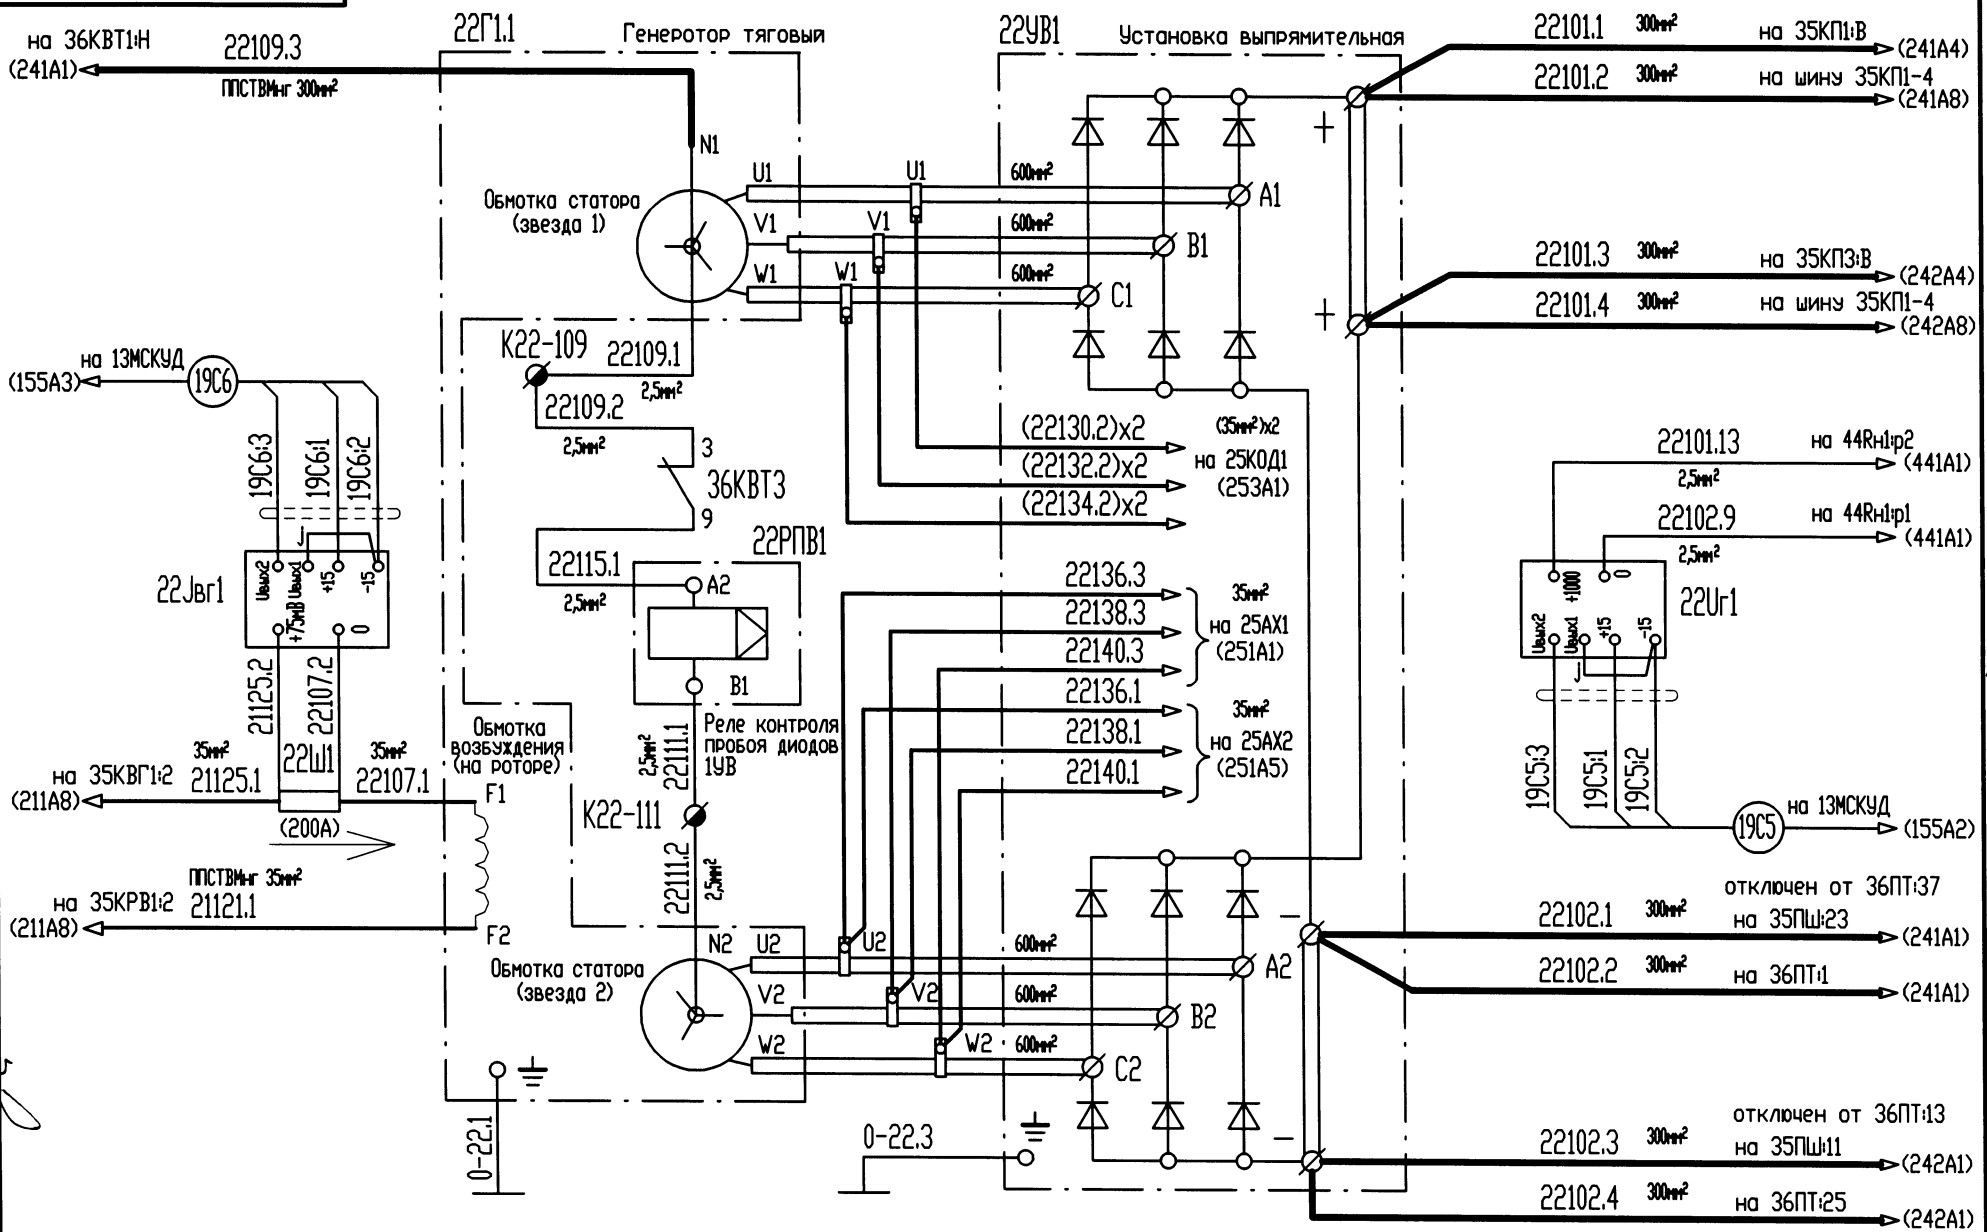 22Г1.1
Генератор тяговый
22УВ1
Установка выпрямительная
на 36КВТ1:Н
(241А1)
22109.3
ППСТВМнг 300мм²
22101.1
300мм²
на 35КП1:В
(241А4)
22101.2
300мм²
на шину 35КП1-4
(241А8)
N1
Обмотка статора
(звезда 1)
U1
V1
W1
U1
V1
W1
600мм²
600мм²
600мм²
А1
В1
С1
+
+
22101.3
300мм²
на 35КП3:В
(242А4)
22101.4
300мм²
на шину 35КП1-4
(242А8)
К22-109
22109.1
2,5мм²
22109.2
2,5мм²
3
36КВТ3
9
22РПВ1
22115.1
2,5мм²
А2
В1
Реле контроля
пробоя диодов
1УВ
22111.1
2,5мм²
К22-111
22111.2
2,5мм²
на 13МСКУД
(155А3)
19С6
19С6:3
19С6:1
19С6:2
22Jвг1
Uвых2
Uвых1
+15
-15
+75мВ
0
21125.2
22107.2
на 35КВГ1:2
(211А8)
35мм²
21125.1
22Ш1
35мм²
22107.1
(200А)
Обмотка
возбуждения
(на роторе)
F1
F2
на 35КРВ1:2
(211А8)
ППСТВМнг 35мм²
21121.1
(22130.2)х2
(22132.2)х2
(22134.2)х2
(35мм²)х2
на 25КОД1
(253А1)
22136.3
22138.3
22140.3
35мм²
на 25АХ1
(251А1)
22136.1
22138.1
22140.1
35мм²
на 25АХ2
(251А5)
22101.13
2,5мм²
на 44Rн1:р2
(441А1)
22102.9
2,5мм²
на 44Rн1:р1
(441А1)
22Uг1
+1000
0
Uвых2
Uвых1
+15
-15
19С5:3
19С5:1
19С5:2
19С5
на 13МСКУД
(155А2)
Обмотка статора
(звезда 2)
N2
U2
V2
W2
U2
V2
W2
600мм²
600мм²
600мм²
А2
В2
С2
−
−
отключен от 36ПТ:37
22102.1
300мм²
на 35ПШ:23
(241А1)
22102.2
300мм²
на 36ПТ:1
(241А1)
отключен от 36ПТ:13
22102.3
300мм²
на 35ПШ:11
(242А1)
22102.4
300мм²
на 36ПТ:25
(242А1)
0-22.1
0-22.3